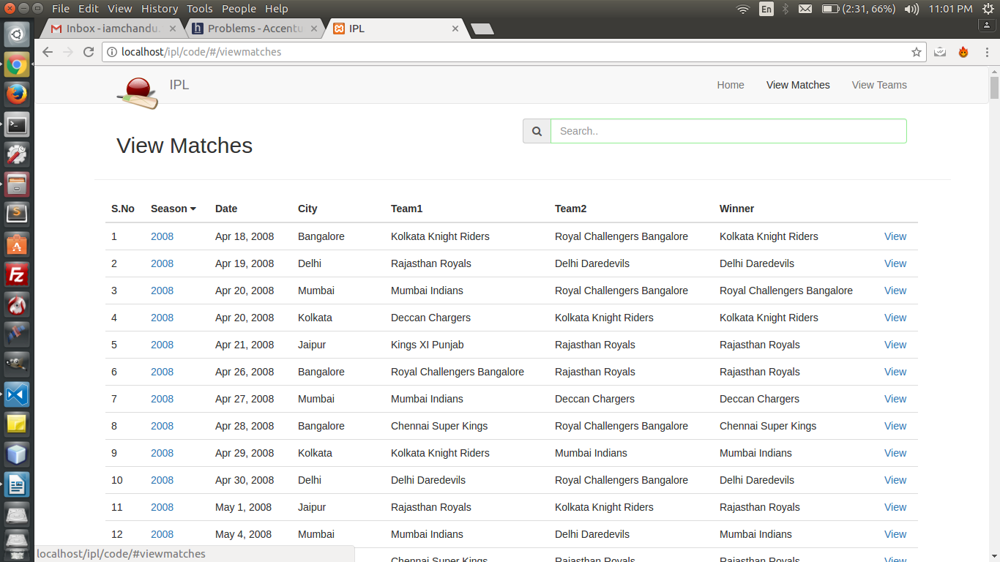 File Edit View History Tools People Help En (2:31, 66%) 11:01 PM
Inbox - iamchandu. Problems - Accentu IPL
localhost/ipl/code/#/viewmatches
IPL Home View Matches View Teams
Search..
View Matches
S.No Season Date City Team1 Team2 Winner
1 2008 Apr 18, 2008 Bangalore Kolkata Knight Riders Royal Challengers Bangalore Kolkata Knight Riders View
2 2008 Apr 19, 2008 Delhi Rajasthan Royals Delhi Daredevils Delhi Daredevils View
3 2008 Apr 20, 2008 Mumbai Mumbai Indians Royal Challengers Bangalore Royal Challengers Bangalore View
4 2008 Apr 20, 2008 Kolkata Deccan Chargers Kolkata Knight Riders Kolkata Knight Riders View
5 2008 Apr 21, 2008 Jaipur Kings XI Punjab Rajasthan Royals Rajasthan Royals View
6 2008 Apr 26, 2008 Bangalore Royal Challengers Bangalore Rajasthan Royals Rajasthan Royals View
7 2008 Apr 27, 2008 Mumbai Mumbai Indians Deccan Chargers Deccan Chargers View
8 2008 Apr 28, 2008 Bangalore Chennai Super Kings Royal Challengers Bangalore Chennai Super Kings View
9 2008 Apr 29, 2008 Kolkata Kolkata Knight Riders Mumbai Indians Mumbai Indians View
10 2008 Apr 30, 2008 Delhi Delhi Daredevils Royal Challengers Bangalore Delhi Daredevils View
11 2008 May 1, 2008 Jaipur Rajasthan Royals Kolkata Knight Riders Rajasthan Royals View
12 2008 May 4, 2008 Mumbai Mumbai Indians Delhi Daredevils Mumbai Indians View
Chennai Super Kings Rajasthan Royals Rajasthan Royals View
localhost/ipl/code/#viewmatches